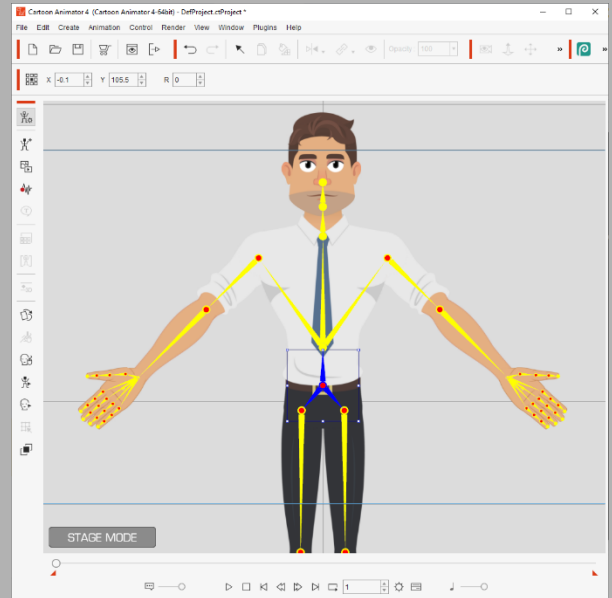 Cartoon Animator 4 (Cartoon Animator 4-64bit) - DefProject.ctProject *
File Edit Create Animation Control Render View Window Plugins Help
Opacity 100
X -0.1 Y 105.5 R 0
STAGE MODE
1